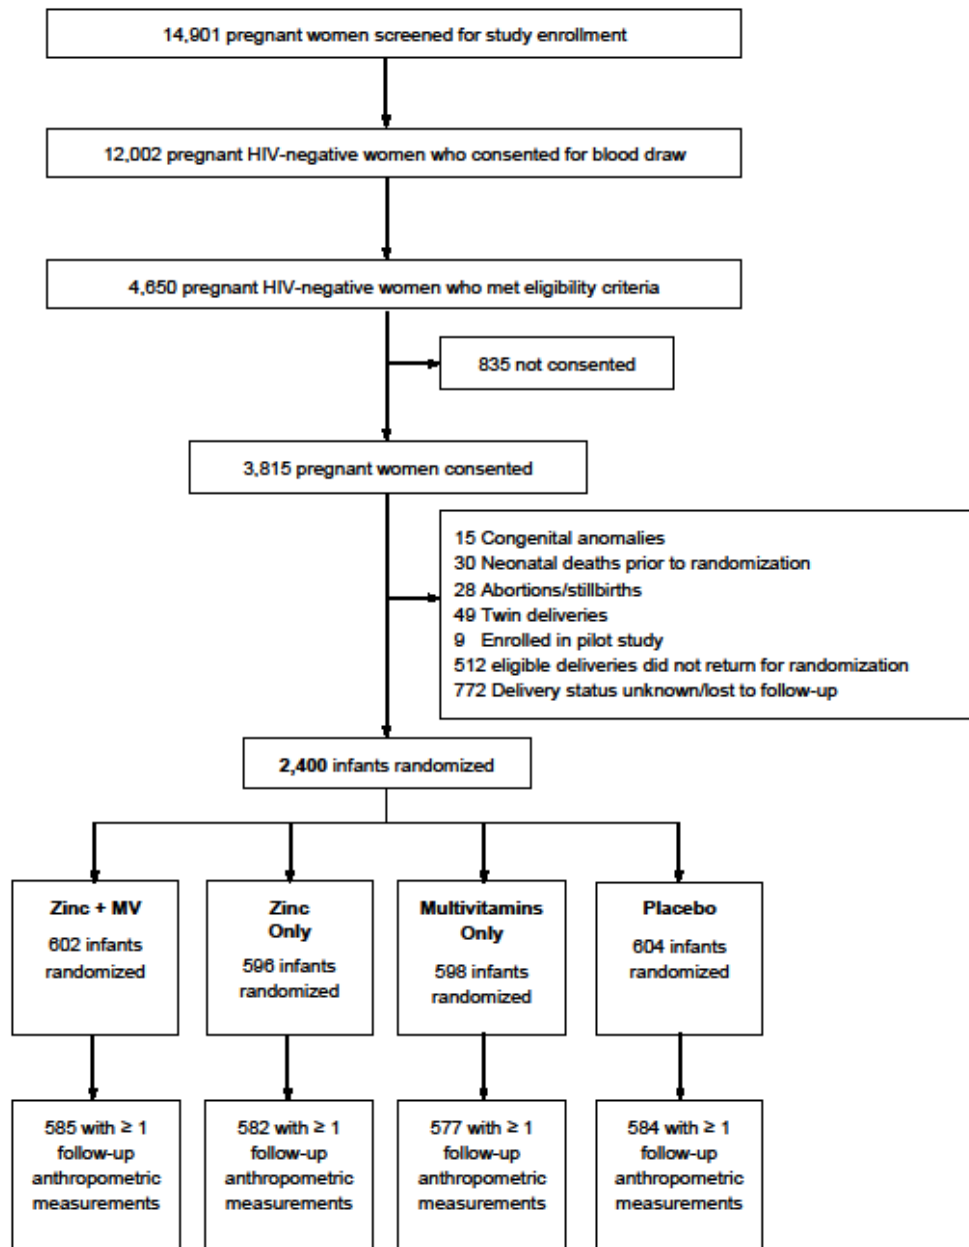 14,901 pregnant women screened for study enrollment
12,002 pregnant HIV-negative women who consented for blood draw
4,650 pregnant HIV-negative women who met eligibility criteria
835 not consented
3,815 pregnant women consented
15 Congenital anomalies
30 Neonatal deaths prior to randomization
28 Abortions/stillbirths
49 Twin deliveries
9 Enrolled in pilot study
512 eligible deliveries did not return for randomization
772 Delivery status unknown/lost to follow-up
2,400 infants randomized
Zinc + MV
602 infants
randomized
Zinc
Only
596 infants
randomized
Multivitamins
Only
598 infants
randomized
Placebo
604 infants
randomized
585 with ≥ 1
follow-up
anthropometric
measurements
582 with ≥ 1
follow-up
anthropometric
measurements
577 with ≥ 1
follow-up
anthropometric
measurements
584 with ≥ 1
follow-up
anthropometric
measurements